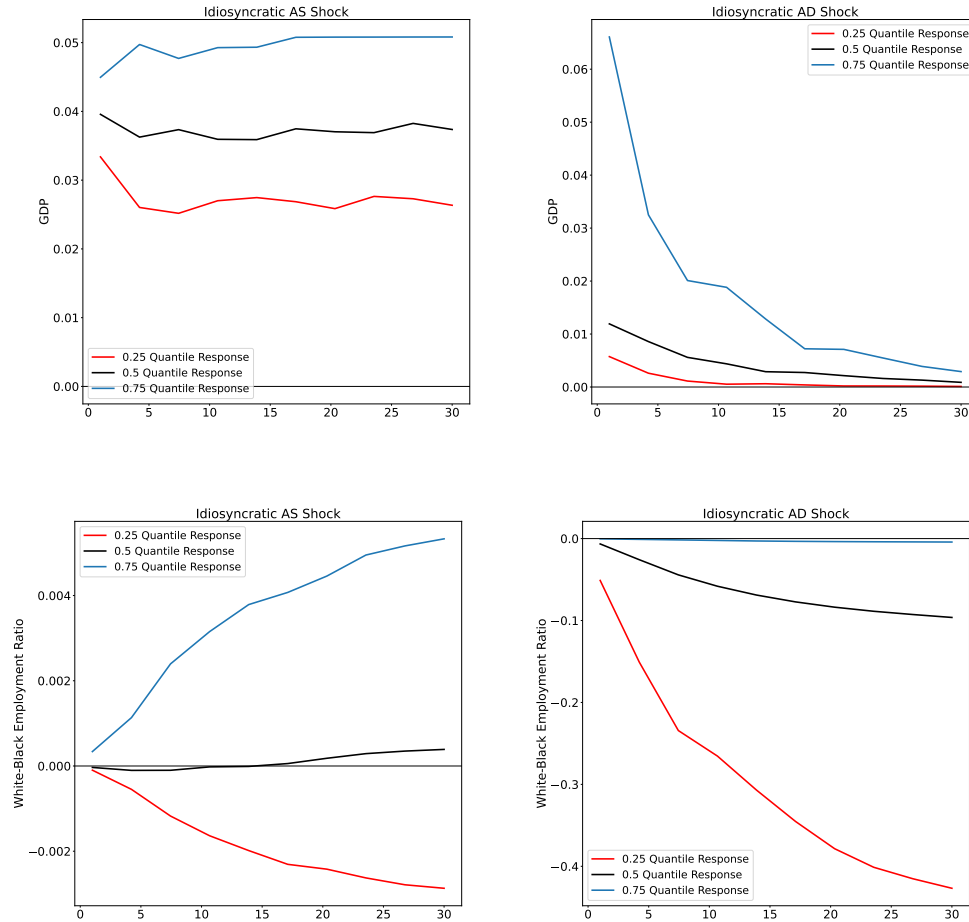 Idiosyncratic AS Shock
GDP
0.05
0.04
0.03
0.02
0.01
0.00
0.25 Quantile Response
0.5 Quantile Response
0.75 Quantile Response
0 5 10 15 20 25 30
Idiosyncratic AD Shock
GDP
0.06
0.05
0.04
0.03
0.02
0.01
0.00
0.25 Quantile Response
0.5 Quantile Response
0.75 Quantile Response
0 5 10 15 20 25 30
Idiosyncratic AS Shock
White-Black Employment Ratio
0.004
0.002
0.000
−0.002
0.25 Quantile Response
0.5 Quantile Response
0.75 Quantile Response
0 5 10 15 20 25 30
Idiosyncratic AD Shock
White-Black Employment Ratio
0.0
−0.1
−0.2
−0.3
−0.4
0.25 Quantile Response
0.5 Quantile Response
0.75 Quantile Response
0 5 10 15 20 25 30